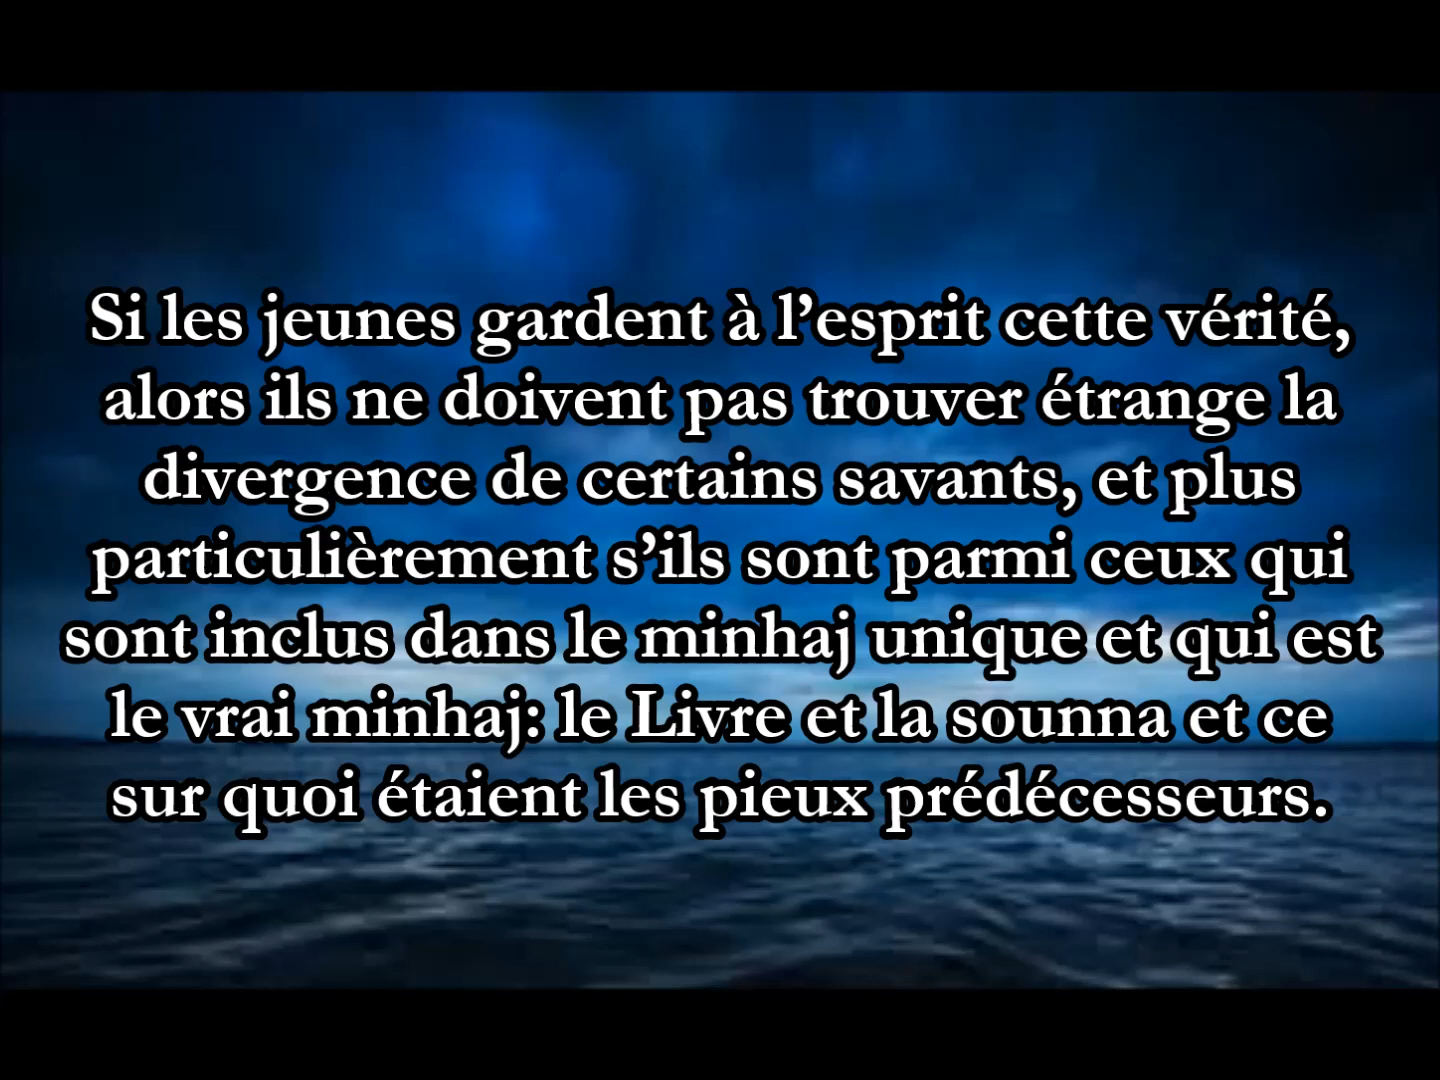 Si les jeunes gardent à l’esprit cette vérité,
alors ils ne doivent pas trouver étrange la
divergence de certains savants, et plus
particulièrement s’ils sont parmi ceux qui
sont inclus dans le minhaj unique et qui est
le vrai minhaj: le Livre et la sounna et ce
sur quoi étaient les pieux prédécesseurs.